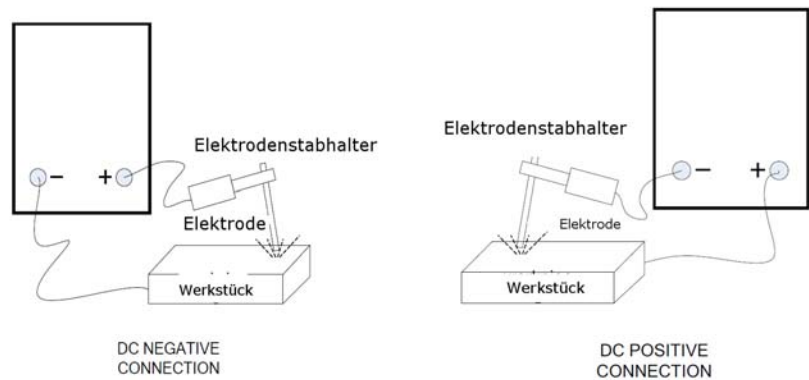 Elektrodenstabhalter
- +
Elektrode
Werkstück
DC NEGATIVE
CONNECTION
Elektrodenstabhalter
- +
Elektrode
Werkstück
DC POSITIVE
CONNECTION